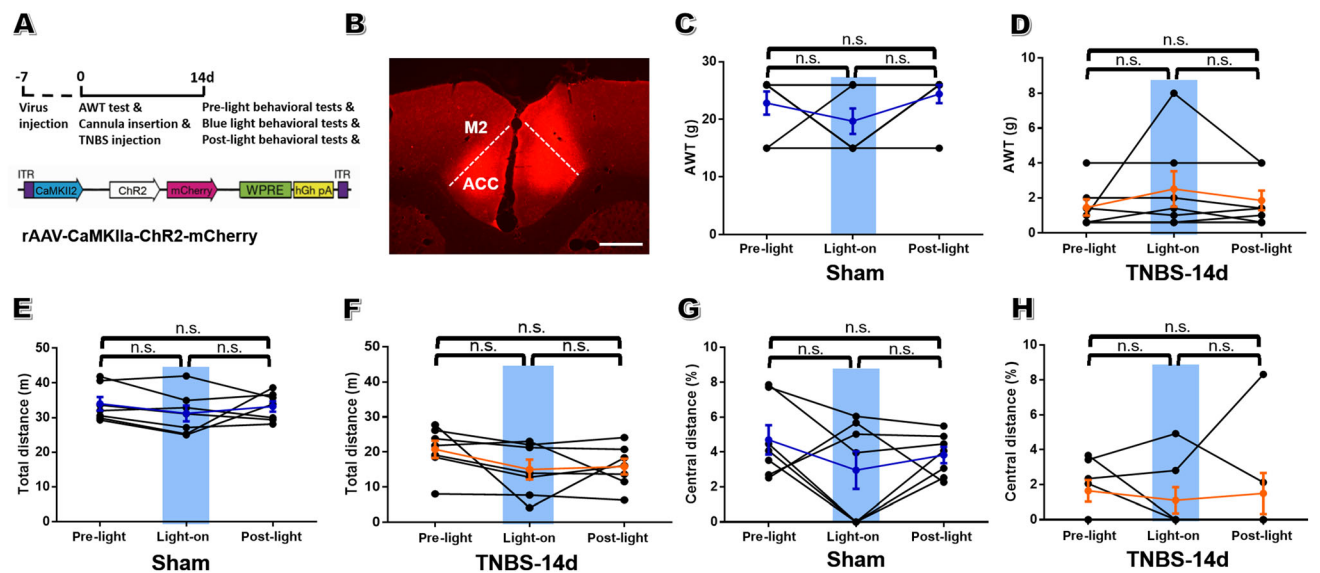 A
-7
0
14d
Virus
injection
AWT test &
Cannula insertion &
TNBS injection
Pre-light behavioral tests &
Blue light behavioral tests &
Post-light behavioral tests &
ITR
CaMKII2
ChR2
mCherry
WPRE
hGh pA
ITR
rAAV-CaMKIIa-ChR2-mCherry
B
M2
ACC
C
n.s.
n.s.
n.s.
30
20
10
0
AWT (g)
Pre-light
Light-on
Post-light
Sham
D
n.s.
n.s.
n.s.
10
8
6
4
2
0
AWT (g)
Pre-light
Light-on
Post-light
TNBS-14d
E
n.s.
n.s.
n.s.
50
40
30
20
10
0
Total distance (m)
Pre-light
Light-on
Post-light
Sham
F
n.s.
n.s.
n.s.
50
40
30
20
10
0
Total distance (m)
Pre-light
Light-on
Post-light
TNBS-14d
G
n.s.
n.s.
n.s.
10
8
6
4
2
0
Central distance (%)
Pre-light
Light-on
Post-light
Sham
H
n.s.
n.s.
n.s.
10
8
6
4
2
0
Central distance (%)
Pre-light
Light-on
Post-light
TNBS-14d